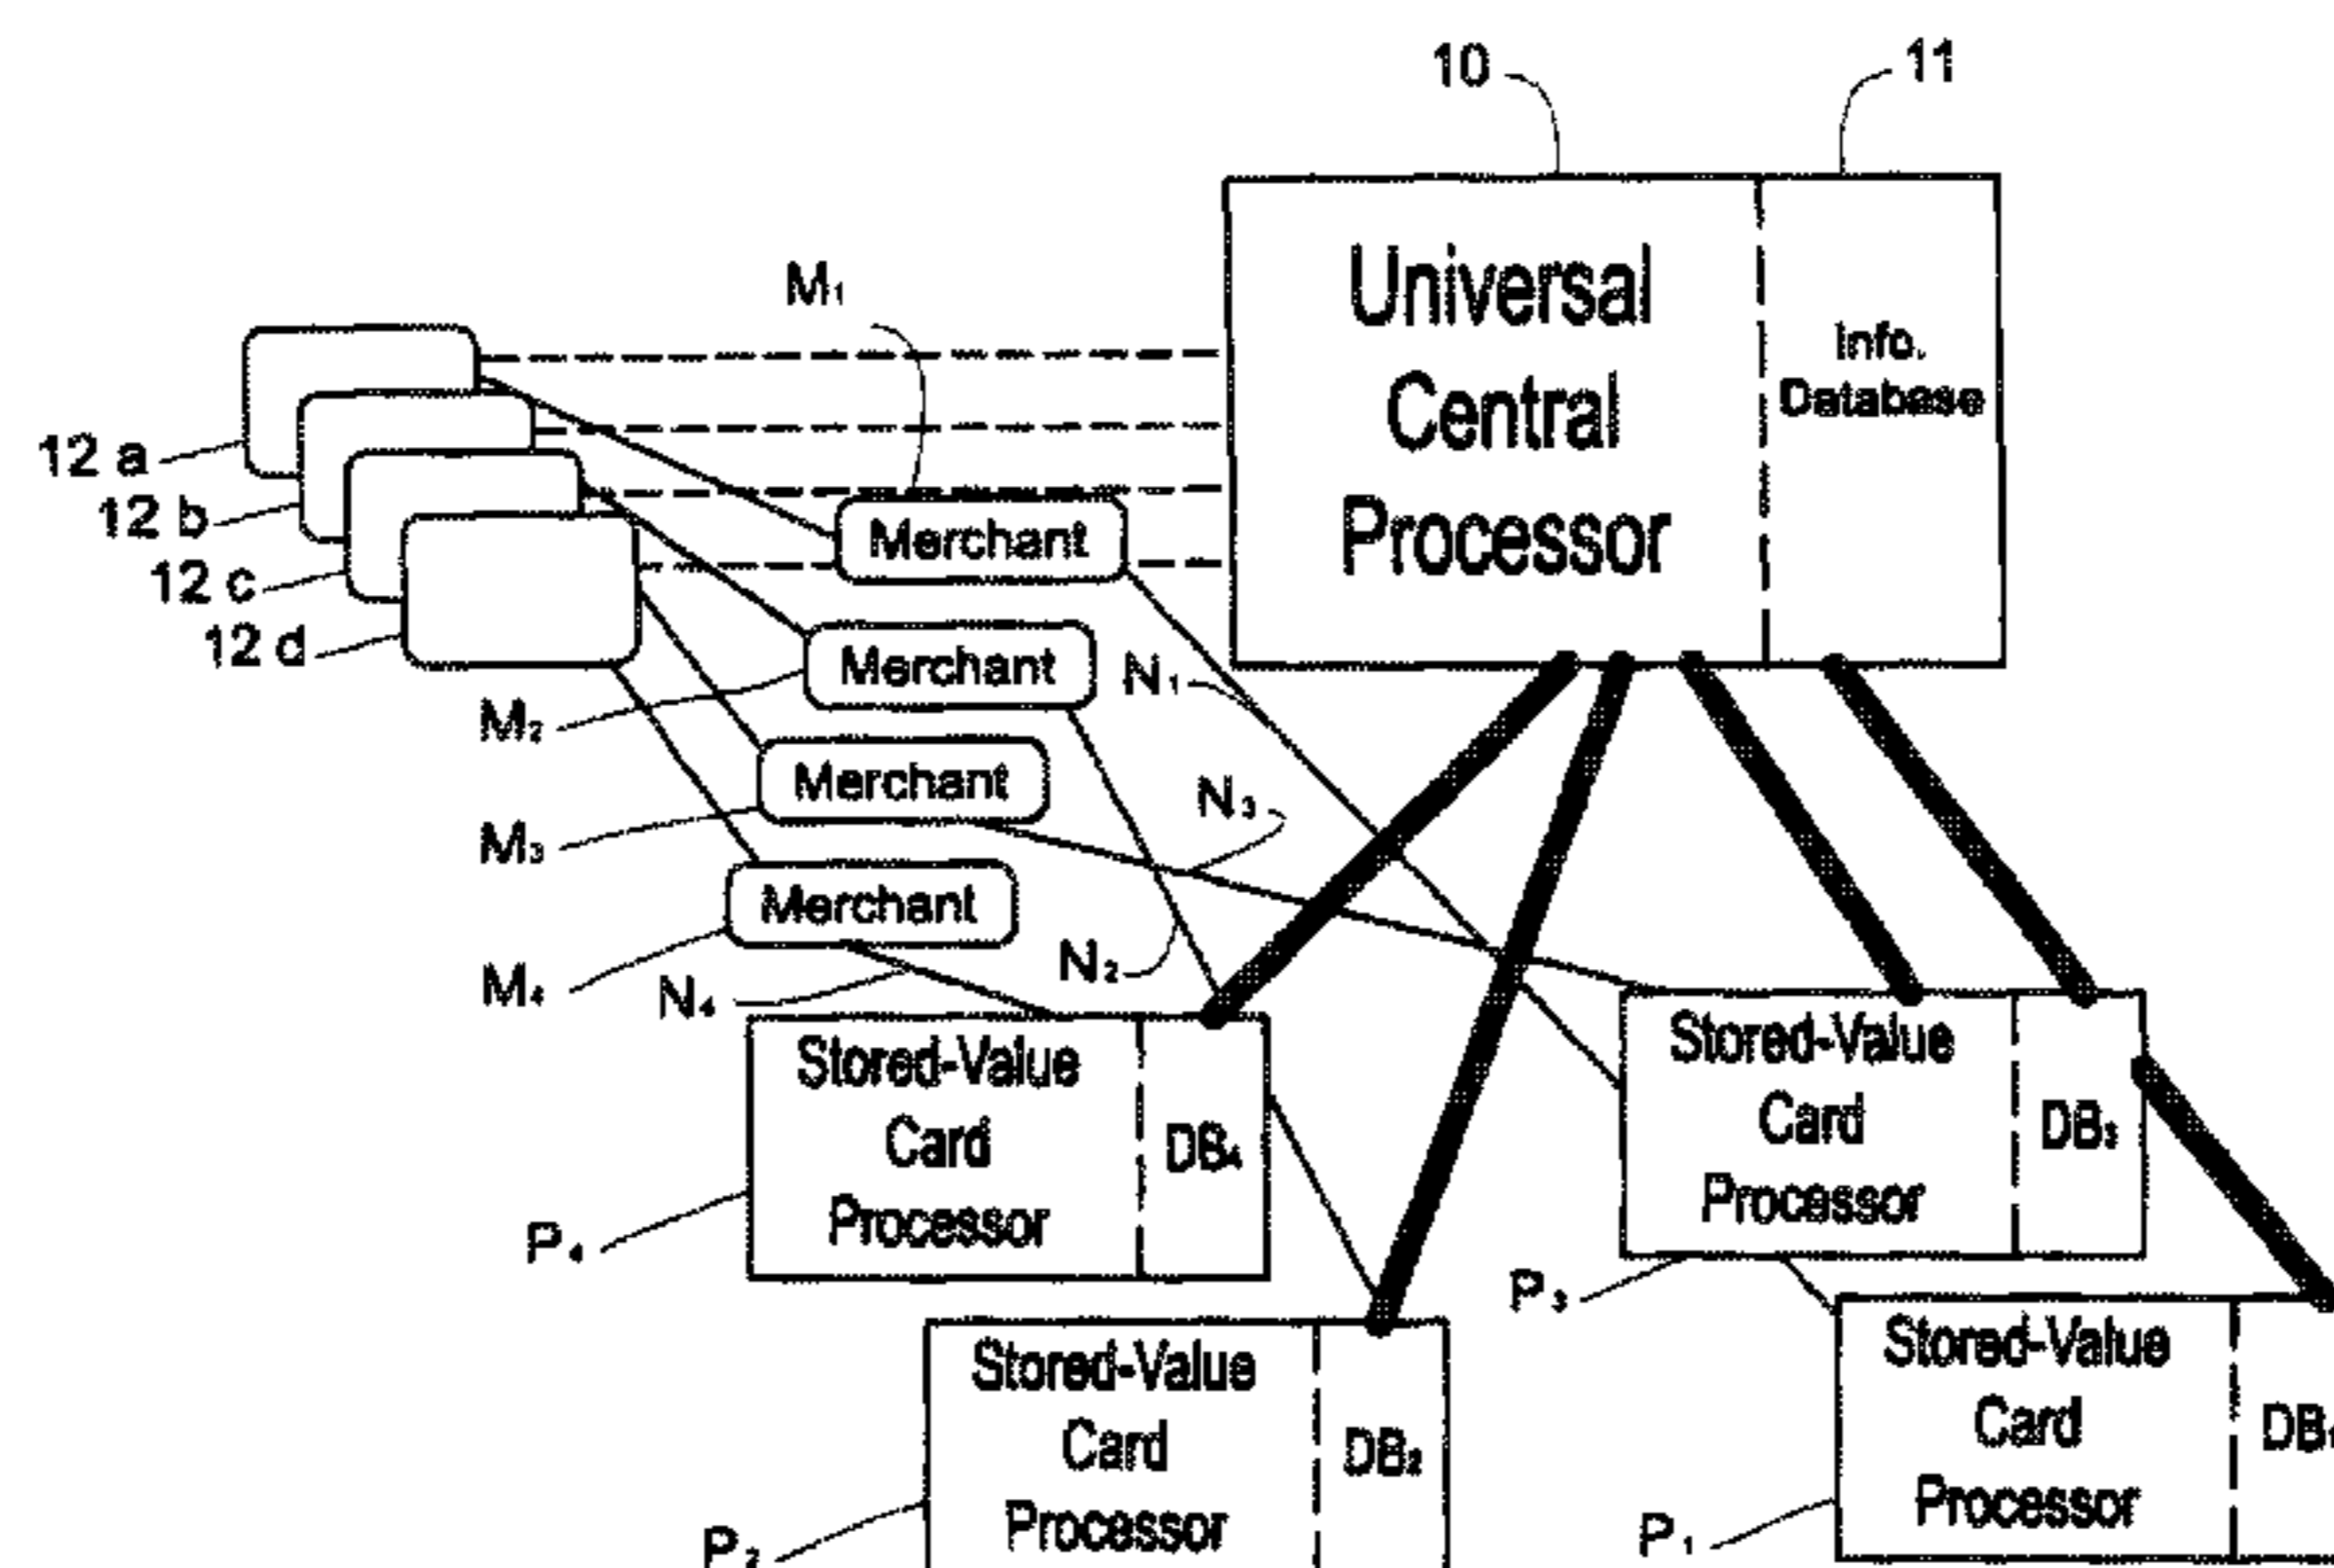 10
11
Universal
Central
Processor
Info.
Database
M₁
12 a
12 b
12 c
12 d
Merchant
Merchant
Merchant
Merchant
M₂
M₃
M₄
N₁
N₃
N₂
N₄
Stored-Value
Card
Processor
DB₄
P₄
Stored-Value
Card
Processor
DB₃
P₃
Stored-Value
Card
Processor
DB₂
P₂
Stored-Value
Card
Processor
DB₁
P₁